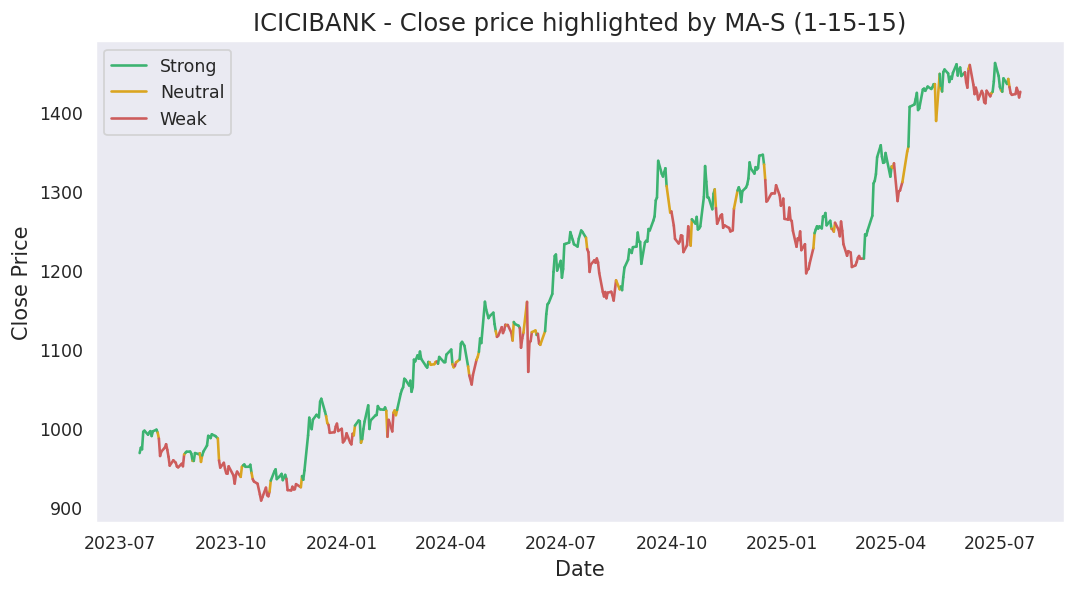 ICICIBANK - Close price highlighted by MA-S (1-15-15)
Strong
Neutral
Weak
Close Price
1400
1300
1200
1100
1000
900
2023-07 2023-10 2024-01 2024-04 2024-07 2024-10 2025-01 2025-04 2025-07
Date